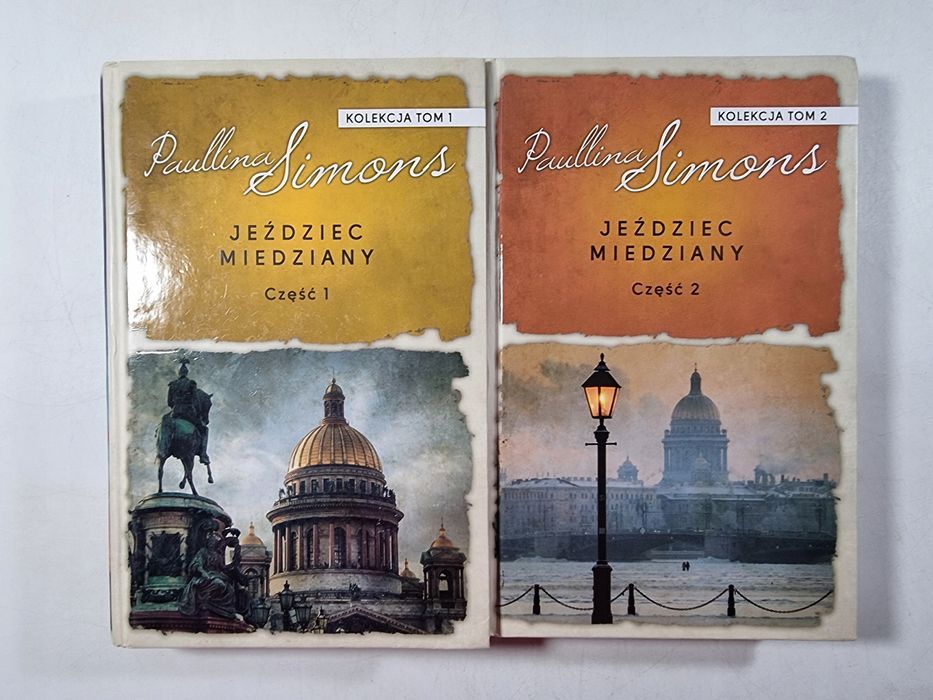 KOLEKCJA TOM 1
Paullina Simons
JEŹDZIEC
MIEDZIANY
Część 1
KOLEKCJA TOM 2
Paullina Simons
JEŹDZIEC
MIEDZIANY
Część 2